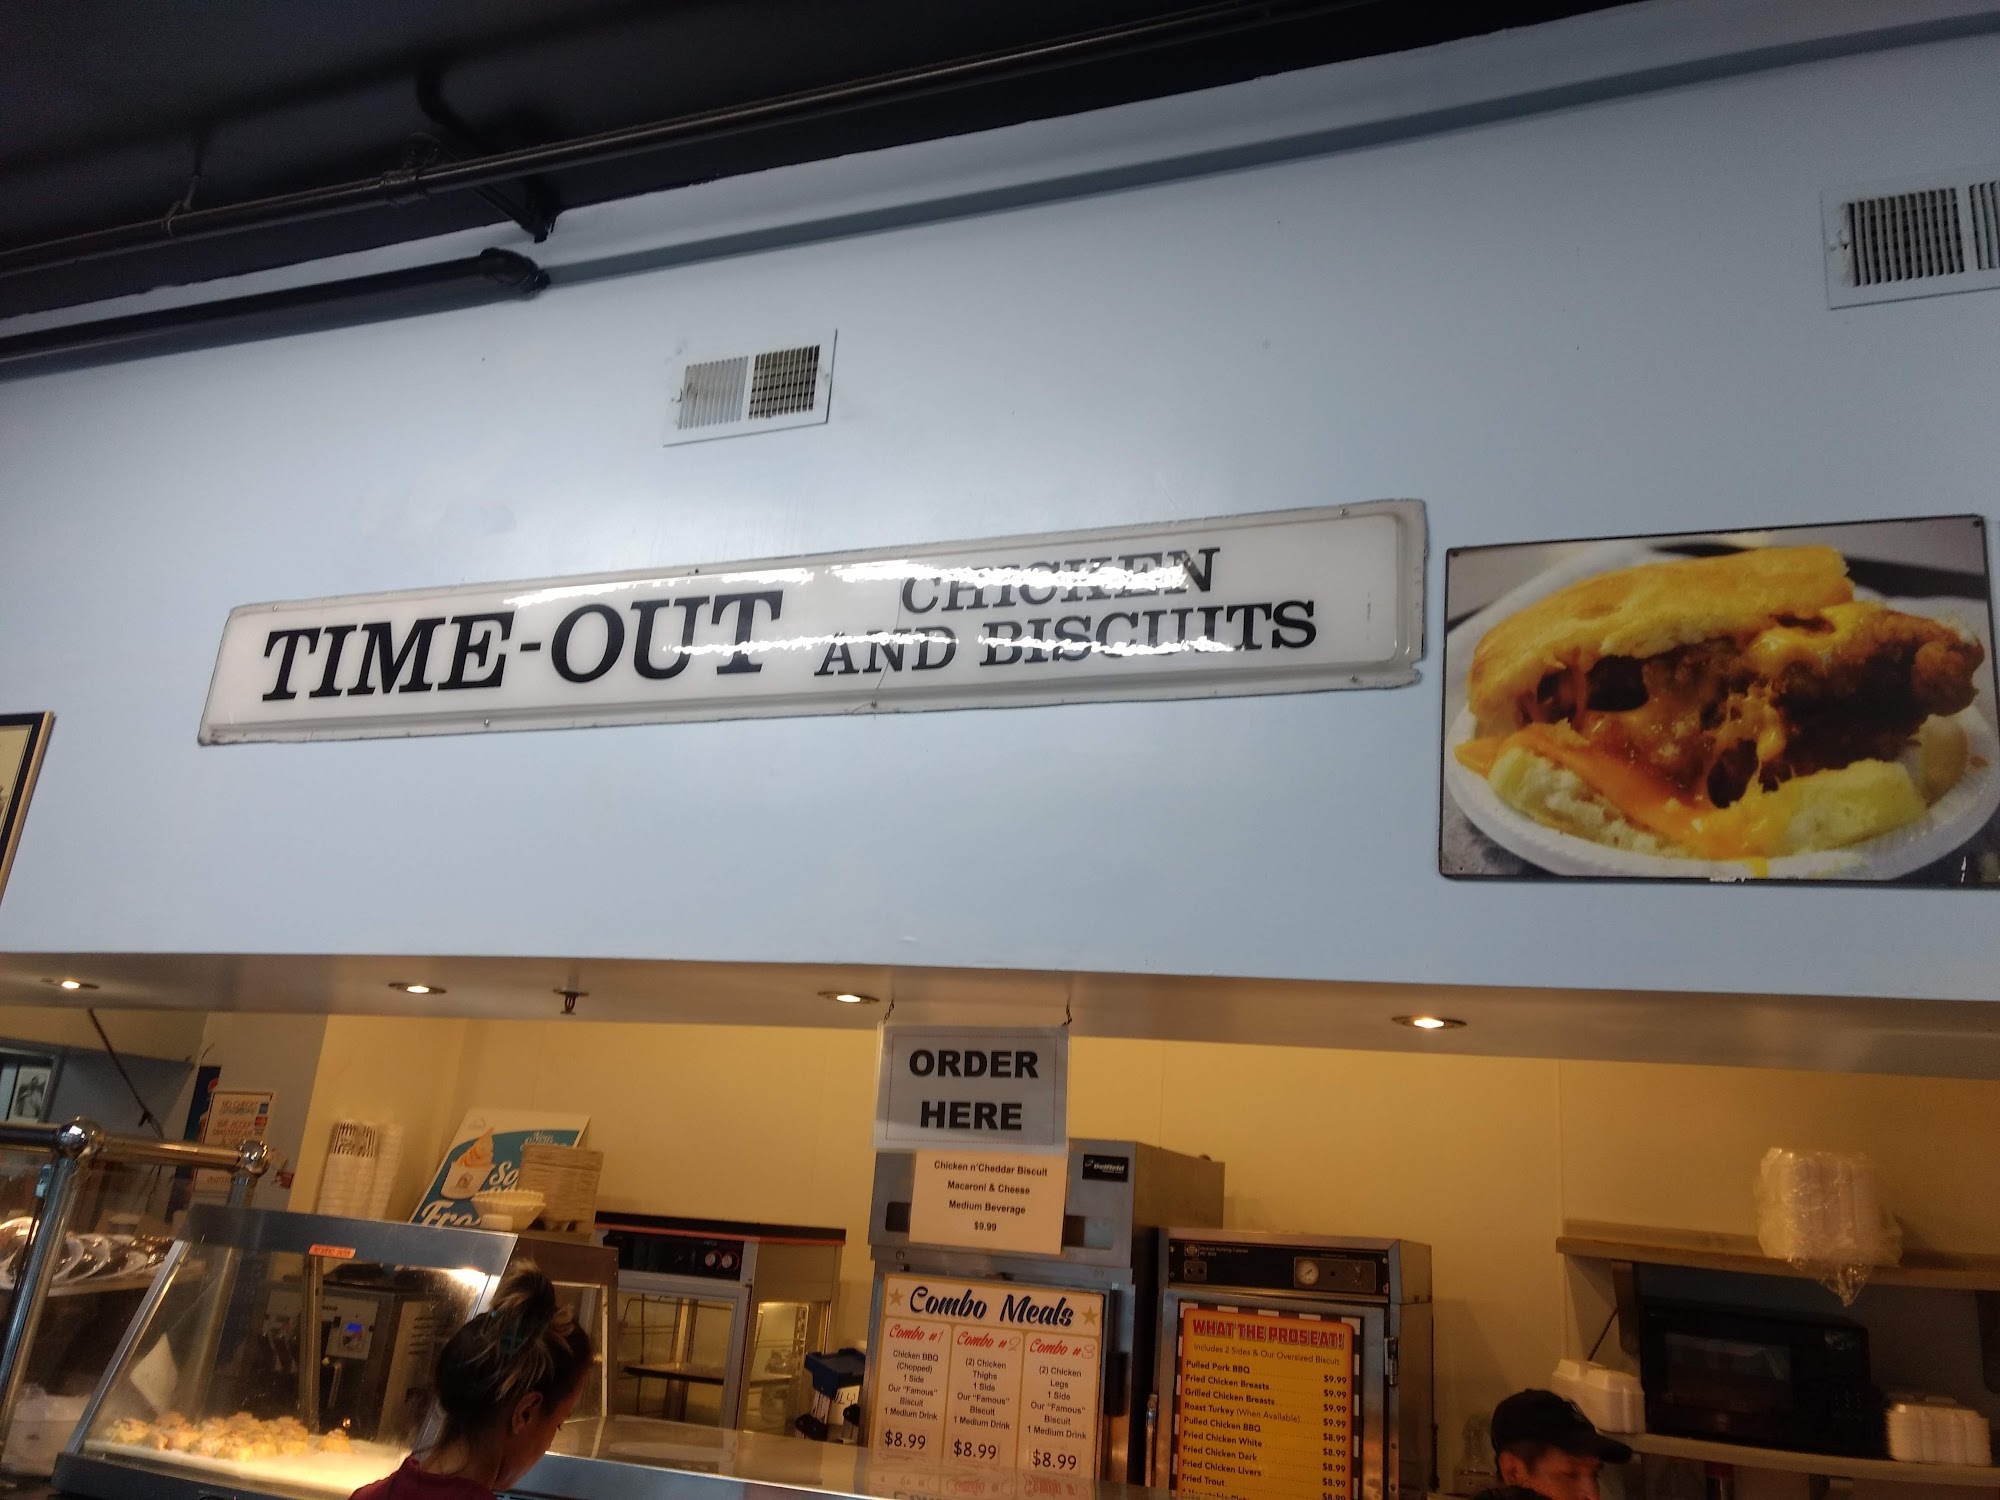 TIME-OUT
CHICKEN
AND BISCUITS
ORDER
HERE
Chicken n'Cheddar Biscuit
Macaroni & Cheese
Medium Beverage
$9.99
Combo Meals
Combo #1
Chicken BBQ
(Chopped)
1 Side
Our "Famous"
Biscuit
1 Medium Drink
$8.99
Combo #2
(2) Chicken
Thighs
1 Side
Our "Famous"
Biscuit
1 Medium Drink
$8.99
Combo #3
(2) Chicken
Legs
1 Side
Our "Famous"
Biscuit
1 Medium Drink
$8.99
WHAT THE PROS EAT!
Includes 2 Sides & Our Oversized Biscuit
Pulled Pork BBQ $9.99
Fried Chicken Breasts $9.99
Grilled Chicken Breasts $9.99
Roast Turkey (When Available) $9.99
Pulled Chicken BBQ $8.99
Fried Chicken White $8.99
Fried Chicken Dark $8.99
Fried Chicken Livers $8.99
Fried Trout $8.99
Delfield